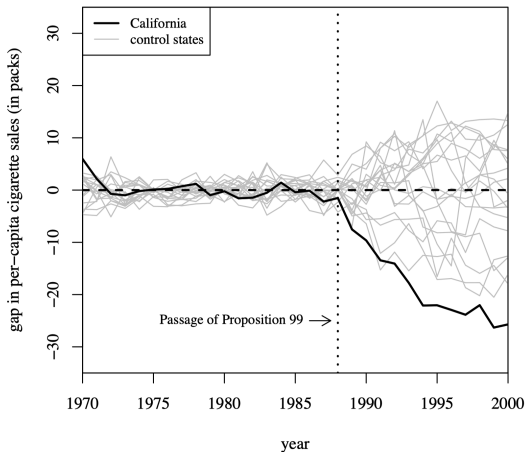 California
control states
gap in per-capita cigarette sales (in packs)
30
20
10
0
-10
-20
-30
Passage of Proposition 99
1970 1975 1980 1985 1990 1995 2000
year